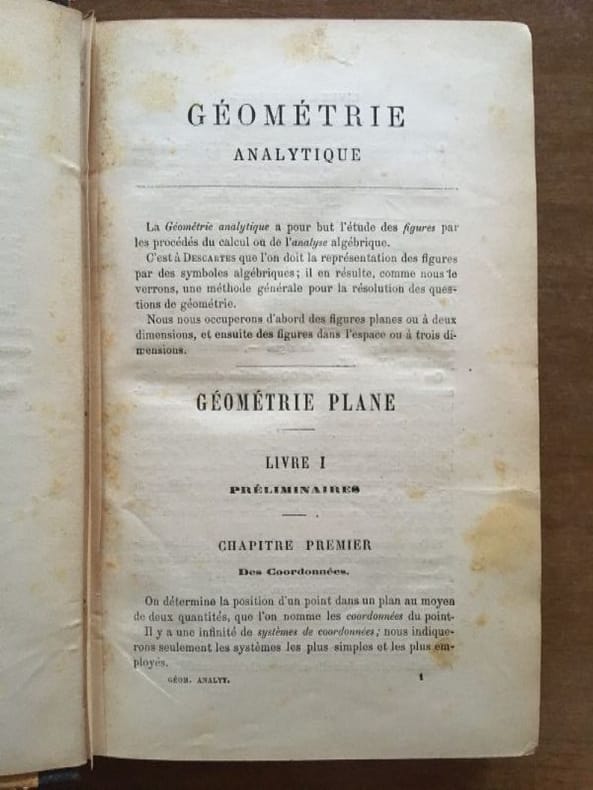 GÉOMÉTRIE
ANALYTIQUE
La Géométrie analytique a pour but l'étude des figures par
les procédés du calcul ou de l'analyse algébrique.
C'est à DESCARTES que l'on doit la représentation des figures
par des symboles algébriques; il en résulte, comme nous le
verrons, une méthode générale pour la résolution des ques-
tions de géométrie.
Nous nous occuperons d'abord des figures planes ou à deux
dimensions, et ensuite des figures dans l'espace ou à trois di-
mensions.
GÉOMÉTRIE PLANE
LIVRE I
PRÉLIMINAIRES
CHAPITRE PREMIER
Des Coordonnées.
On détermine la position d'un point dans un plan au moyen
de deux quantités, que l'on nomme les coordonnées du point-
Il y a une infinité de systèmes de coordonnées; nous indique-
rons seulement les systèmes les plus simples et les plus em-
ployés.
GÉOM. ANALYT. 1